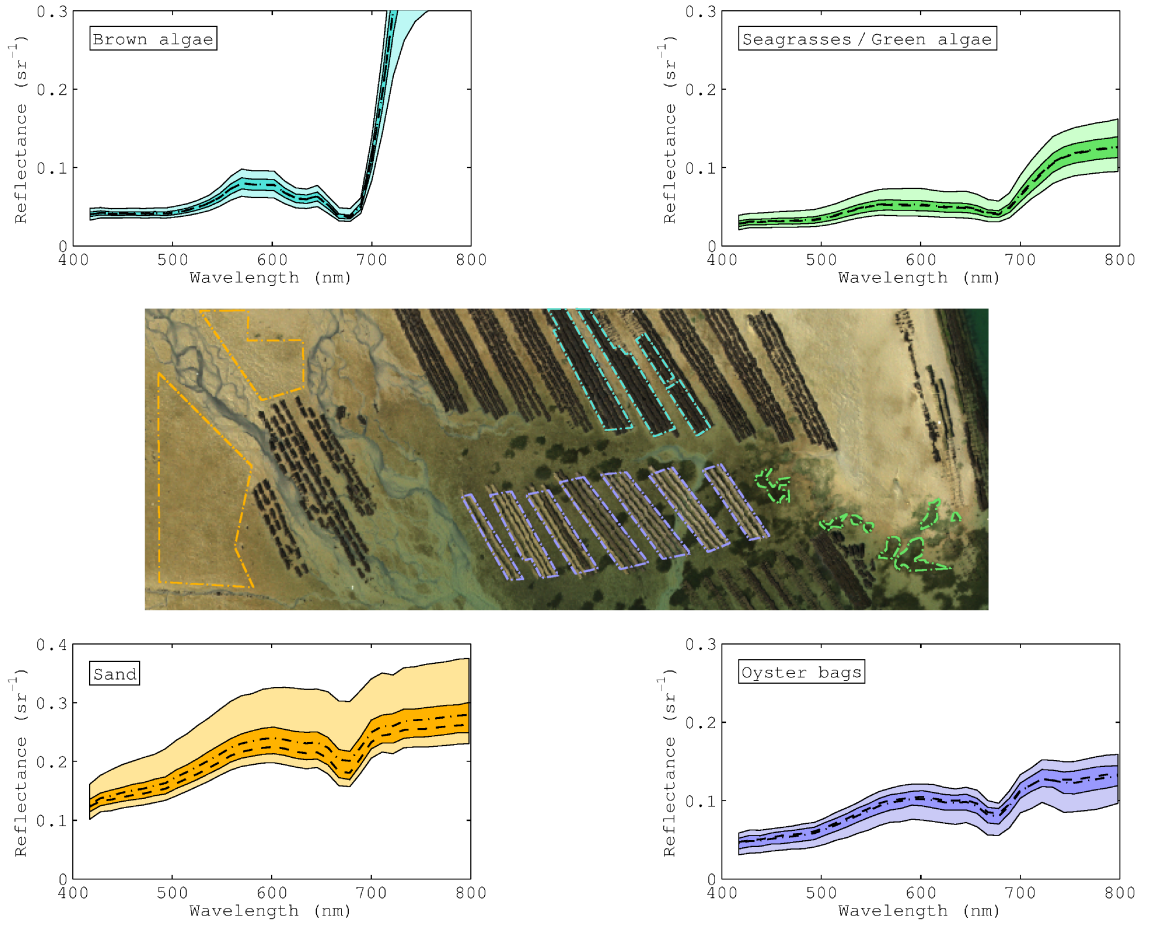 Brown algae
Reflectance (sr⁻¹)
0.3
0.2
0.1
0
400 500 600 700 800
Wavelength (nm)
Seagrasses / Green algae
Reflectance (sr⁻¹)
0.3
0.2
0.1
0
400 500 600 700 800
Wavelength (nm)
Sand
Reflectance (sr⁻¹)
0.4
0.3
0.2
0.1
0
400 500 600 700 800
Wavelength (nm)
Oyster bags
Reflectance (sr⁻¹)
0.3
0.2
0.1
0
400 500 600 700 800
Wavelength (nm)